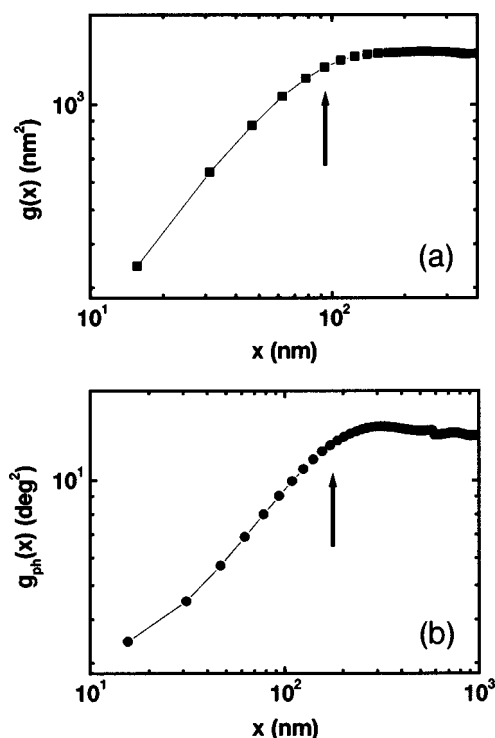 10³
g(x) (nm²)
(a)
10¹
10²
x (nm)
10¹
g_ph(x) (deg²)
(b)
10¹
10²
10³
x (nm)